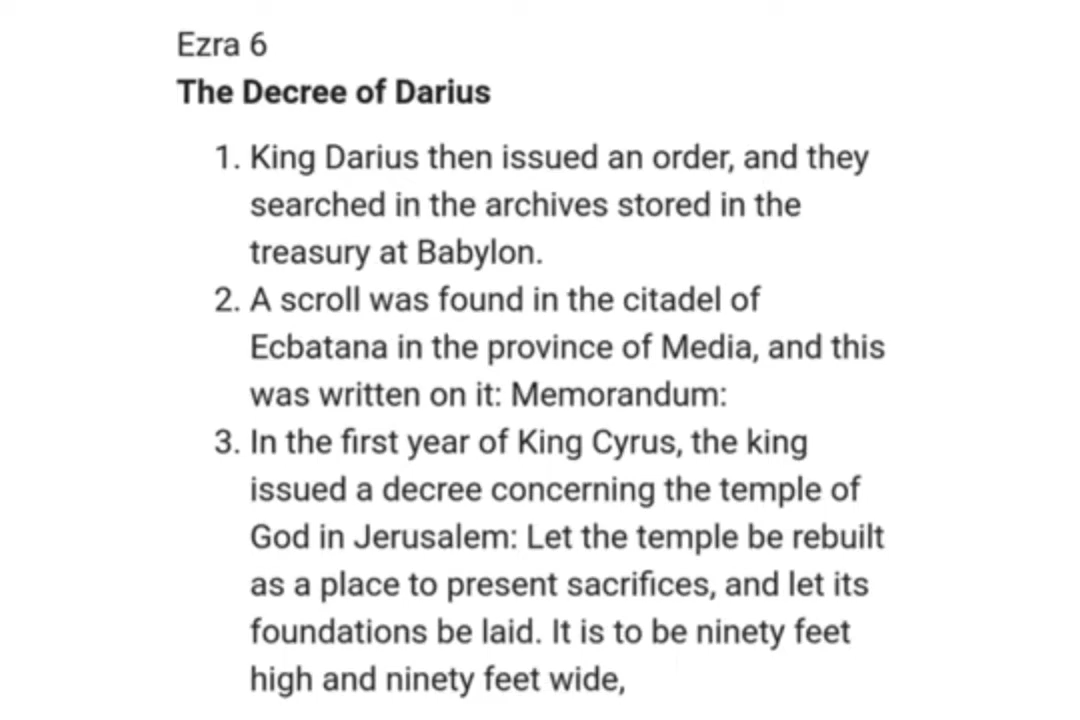 Ezra 6
The Decree of Darius
1. King Darius then issued an order, and they
searched in the archives stored in the
treasury at Babylon.
2. A scroll was found in the citadel of
Ecbatana in the province of Media, and this
was written on it: Memorandum:
3. In the first year of King Cyrus, the king
issued a decree concerning the temple of
God in Jerusalem: Let the temple be rebuilt
as a place to present sacrifices, and let its
foundations be laid. It is to be ninety feet
high and ninety feet wide,